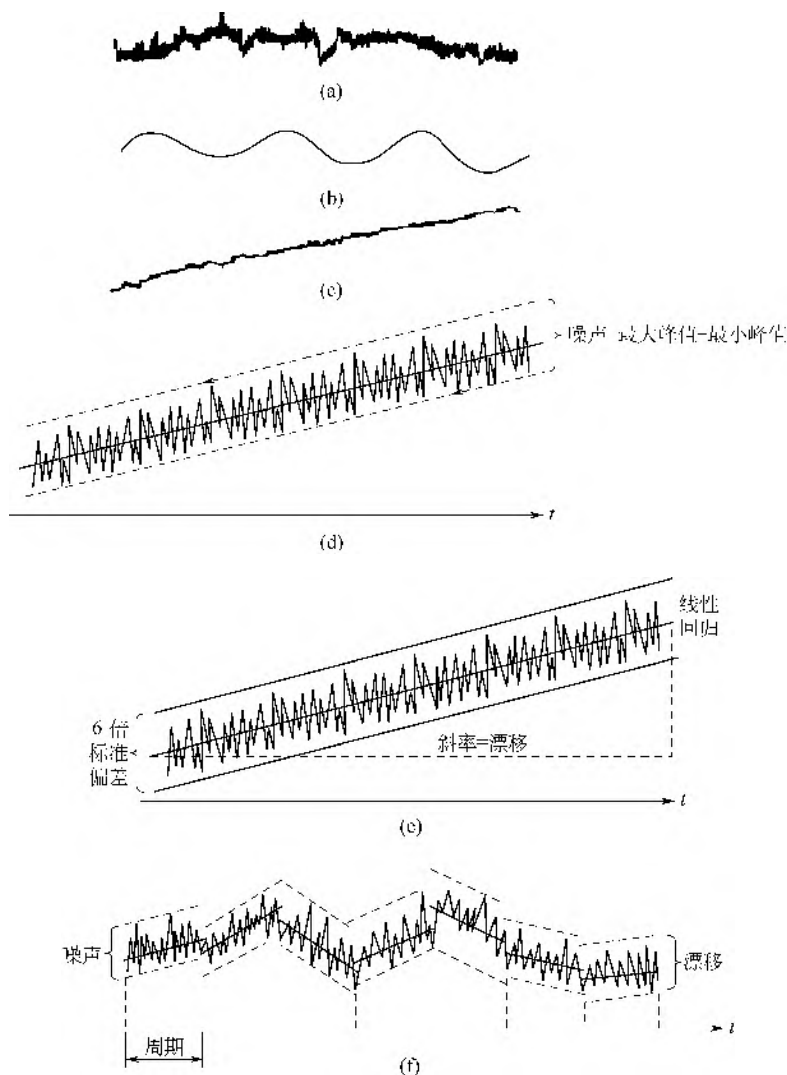 (a)
(b)
(c)
噪声-最大峰值-最小峰值
t
(d)
线性
回归
6 倍
标准
偏差
斜率=漂移
t
(e)
噪声
漂移
周期
t
(f)